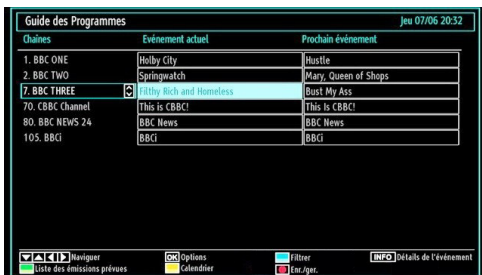 Guide des Programmes Jeu 07/06 20:32
Chaînes Evénement actuel Prochain événement
1. BBC ONE Holby City Hustle
2. BBC TWO Springwatch Mary, Queen of Shops
7. BBC THREE Filthy Rich and Homeless Bust My Ass
70. CBBC Channel This is CBBC! This Is CBBC!
80. BBC NEWS 24 BBC News BBC News
105. BBCi BBCi BBCi
Naviguer OK Options Filtrer INFO Détails de l'événement
Liste des émissions prévues Calendrier Enr./ger.